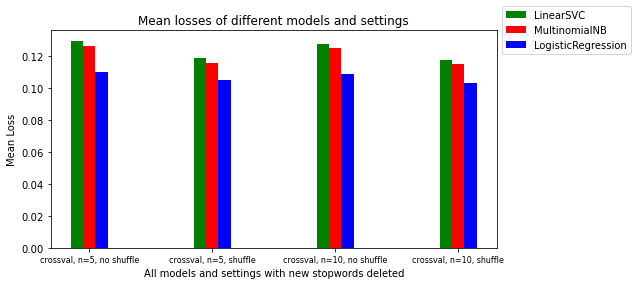 Mean losses of different models and settings
LinearSVC
MultinomialNB
LogisticRegression
Mean Loss
0.12
0.10
0.08
0.06
0.04
0.02
0.00
crossval, n=5, no shuffle
crossval, n=5, shuffle
crossval, n=10, no shuffle
crossval, n=10, shuffle
All models and settings with new stopwords deleted